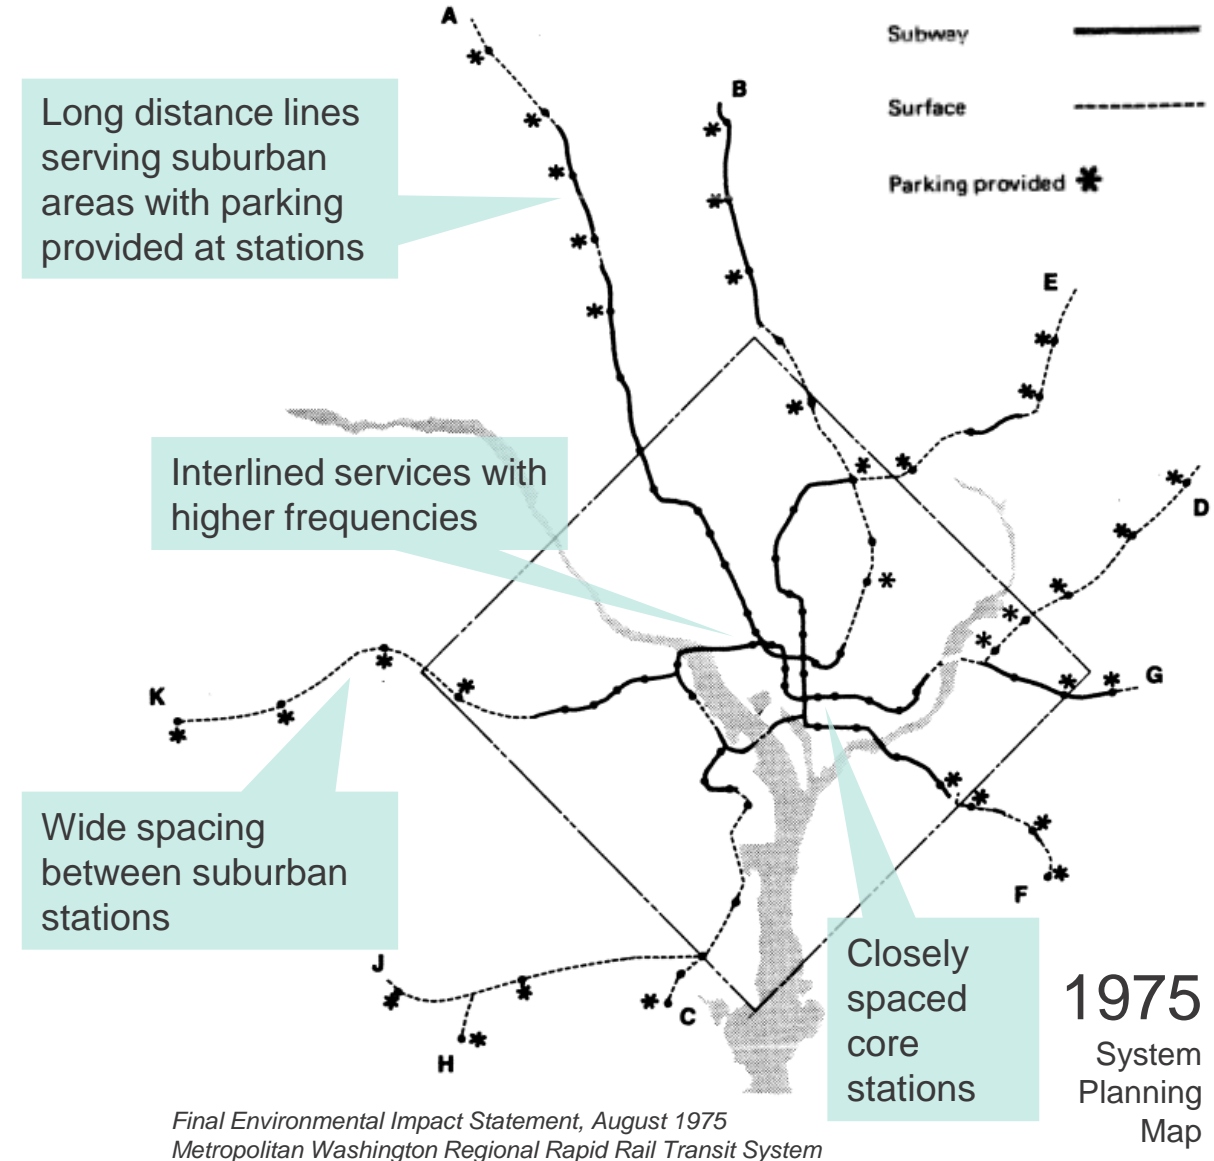 A
Subway
Surface
Parking provided
B
Long distance lines
serving suburban
areas with parking
provided at stations
E
Interlined services with
higher frequencies
D
K
G
Wide spacing
between suburban
stations
F
J
C
H
Closely
spaced
core
stations
1975
System
Planning
Map
Final Environmental Impact Statement, August 1975
Metropolitan Washington Regional Rapid Rail Transit System